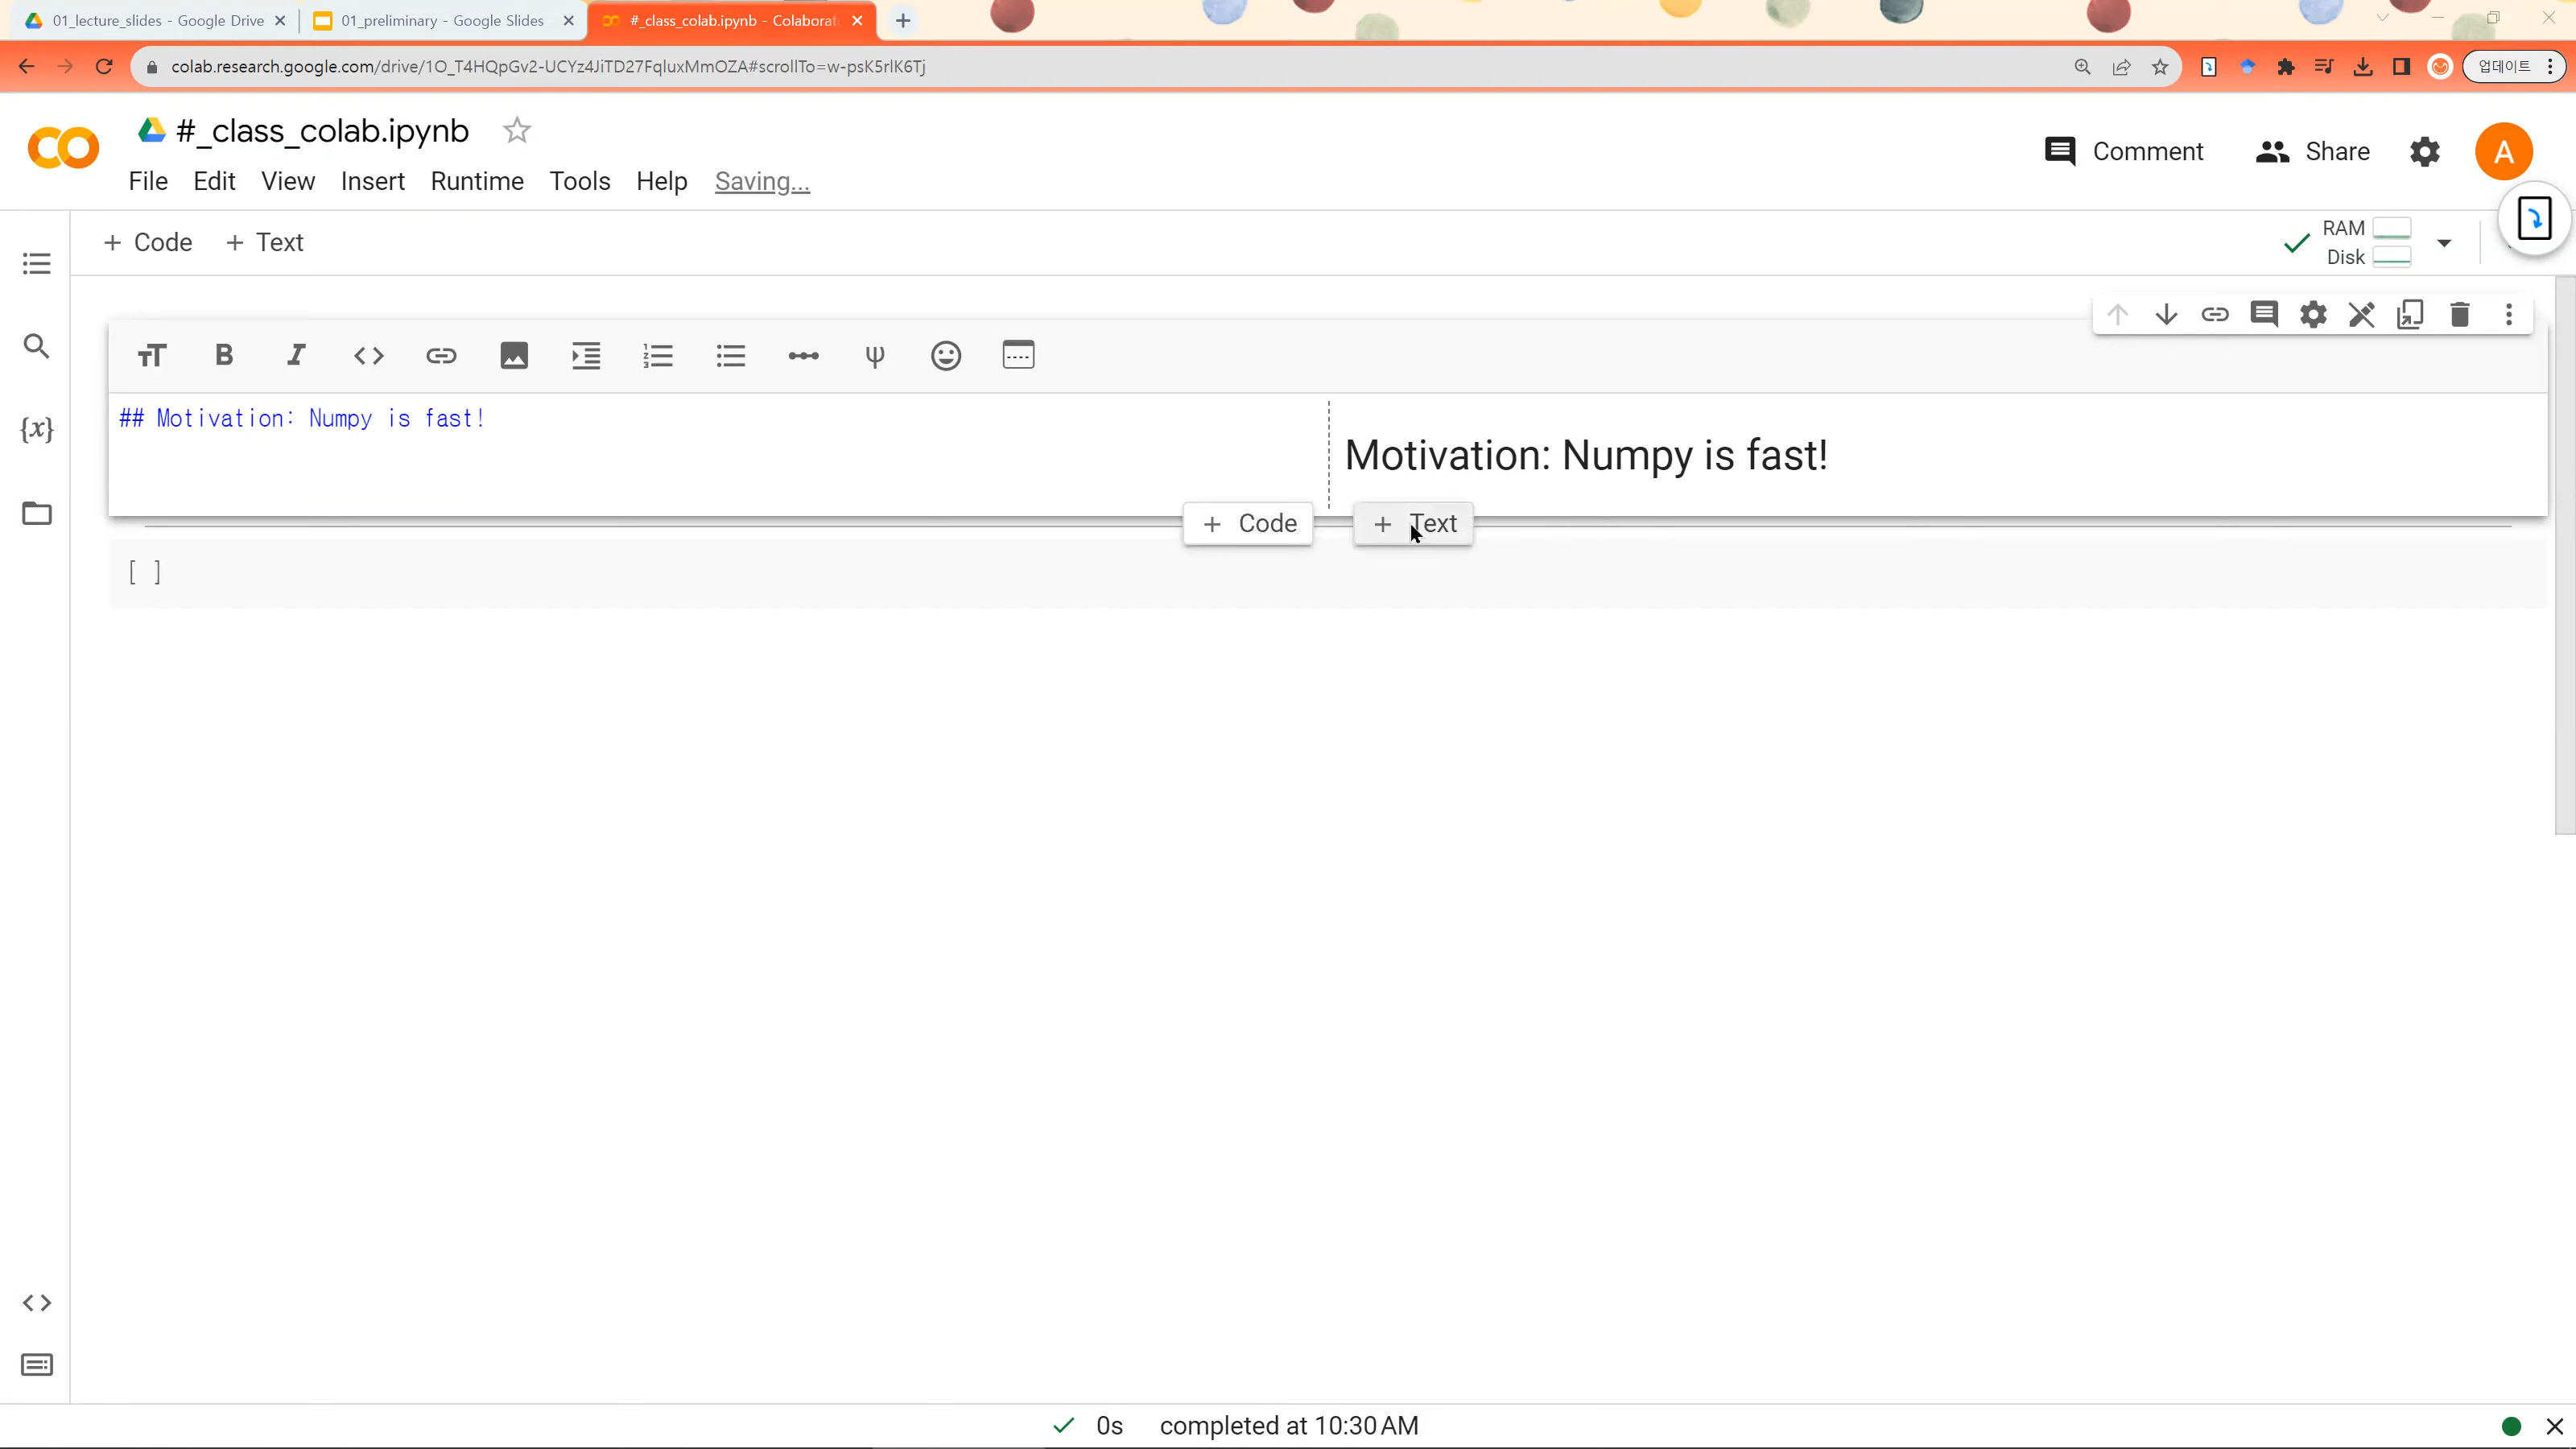 01_lecture_slides - Google Drive
01_preliminary - Google Slides
#_class_colab.ipynb - Colaborat
colab.research.google.com/drive/1O_T4HQpGv2-UCYz4JiTD27FqluxMmOZA#scrollTo=w-psK5rlK6Tj
업데이트
#_class_colab.ipynb
Comment
Share
A
File Edit View Insert Runtime Tools Help Saving...
+ Code + Text
RAM
Disk
## Motivation: Numpy is fast!
Motivation: Numpy is fast!
+ Code + Text
[ ]
0s completed at 10:30 AM